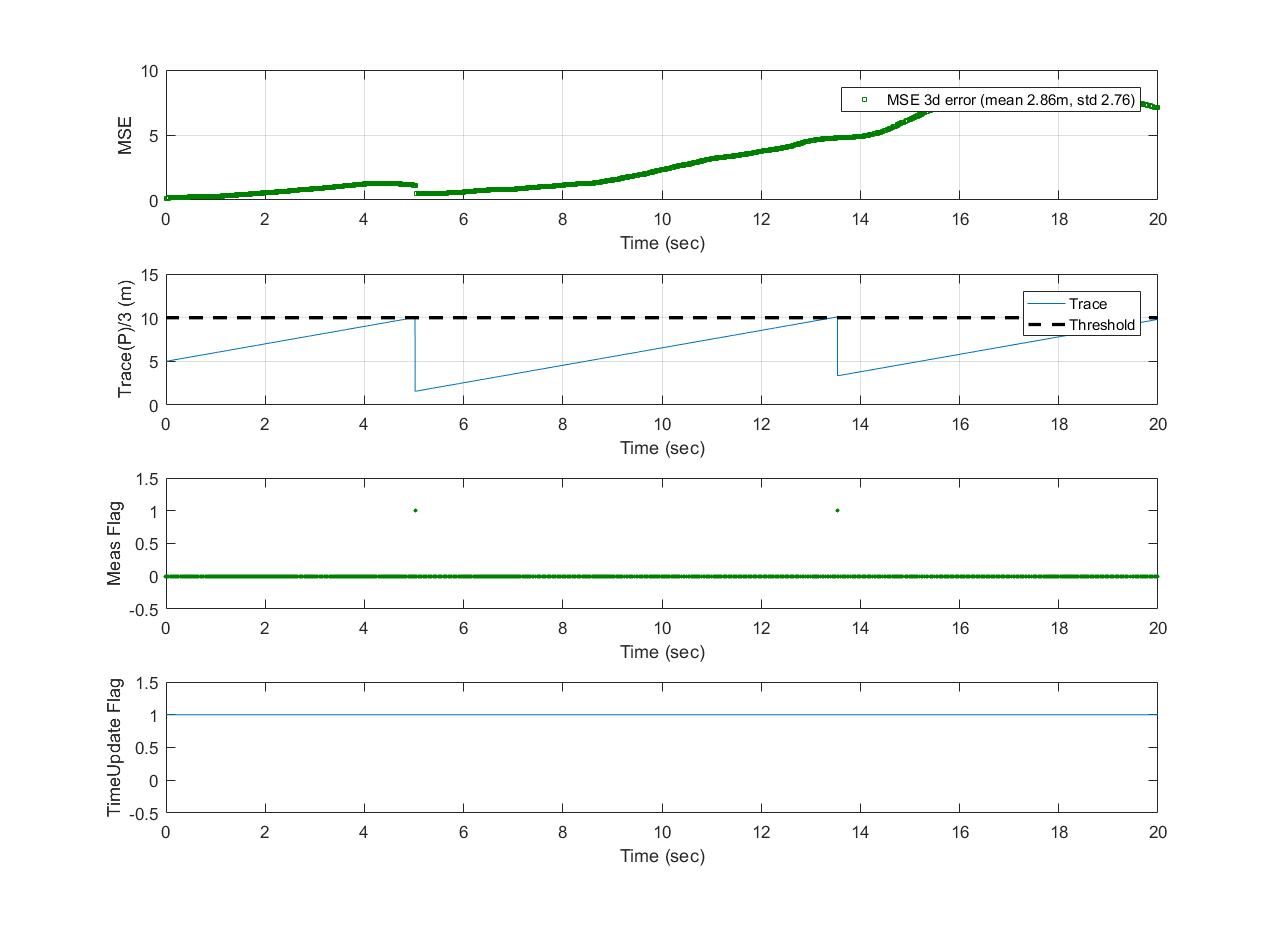 10
5
0
MSE
MSE 3d error (mean 2.86m, std 2.76)
0 2 4 6 8 10 12 14 16 18 20
Time (sec)
15
10
5
0
Trace(P)/3 (m)
Trace
Threshold
0 2 4 6 8 10 12 14 16 18 20
Time (sec)
1.5
1
0.5
0
-0.5
Meas Flag
0 2 4 6 8 10 12 14 16 18 20
Time (sec)
1.5
1
0.5
0
-0.5
TimeUpdate Flag
0 2 4 6 8 10 12 14 16 18 20
Time (sec)